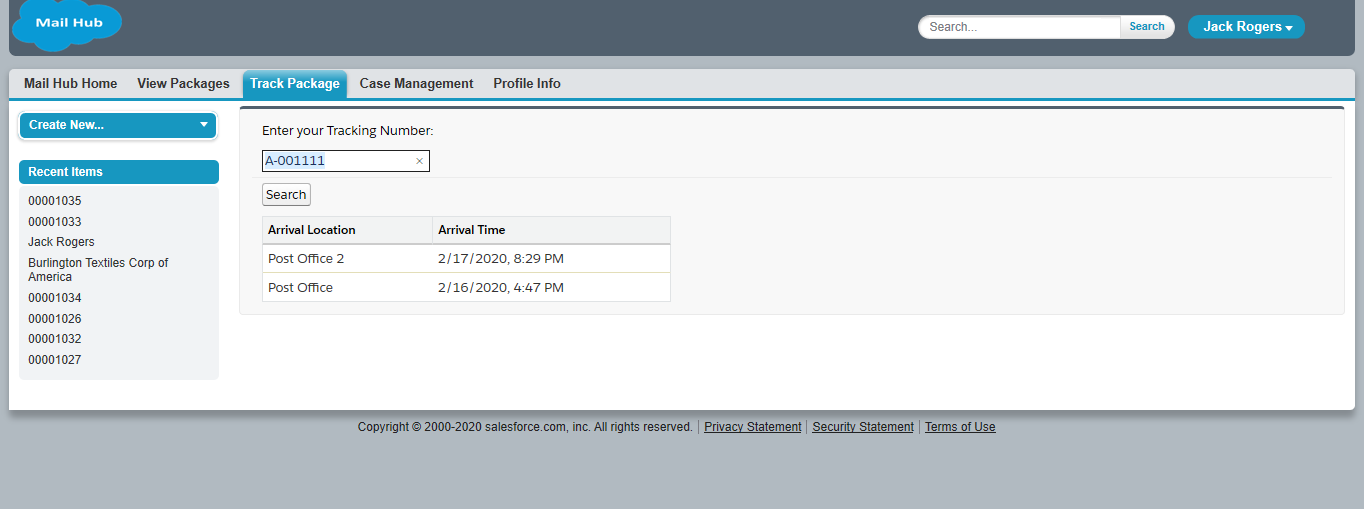 Mail Hub
Search... Search Jack Rogers
Mail Hub Home View Packages Track Package Case Management Profile Info
Create New...
Recent Items
00001035
00001033
Jack Rogers
Burlington Textiles Corp of
America
00001034
00001026
00001032
00001027
Enter your Tracking Number:
A-001111 ×
Search
Arrival Location Arrival Time
Post Office 2 2/17/2020, 8:29 PM
Post Office 2/16/2020, 4:47 PM
Copyright © 2000-2020 salesforce.com, inc. All rights reserved. | Privacy Statement | Security Statement | Terms of Use